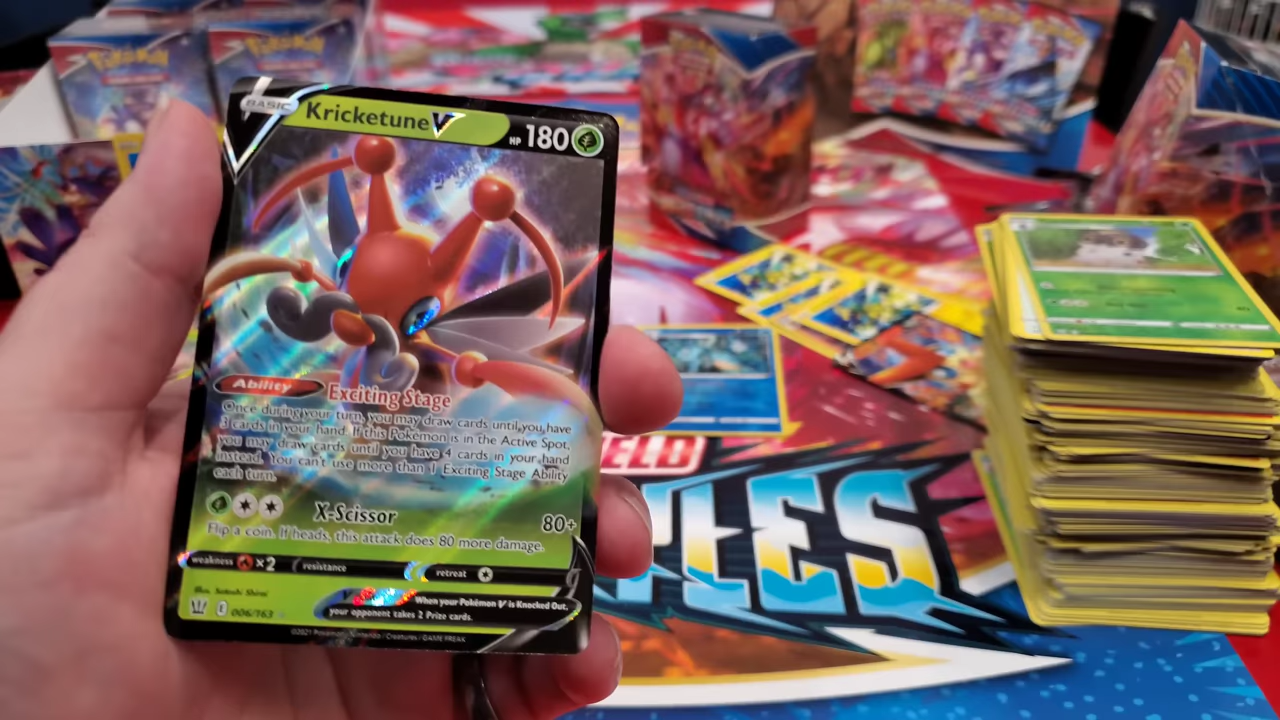 Pokémon
Pokémon
BASIC
Kricketune V
HP 180
Ability
Exciting Stage
Once during your turn, you may draw cards until you have
3 cards in your hand. If this Pokémon is in the Active Spot,
you may draw cards until you have 4 cards in your hand
instead. You can't use more than 1 Exciting Stage Ability
each turn.
X-Scissor
80+
Flip a coin. If heads, this attack does 80 more damage.
weakness ×2
resistance
retreat
Illus. Satoshi Shirai
E 006/163
When your Pokémon V is Knocked Out,
your opponent takes 2 Prize cards.
©2021 Pokémon / Nintendo / Creatures / GAME FREAK